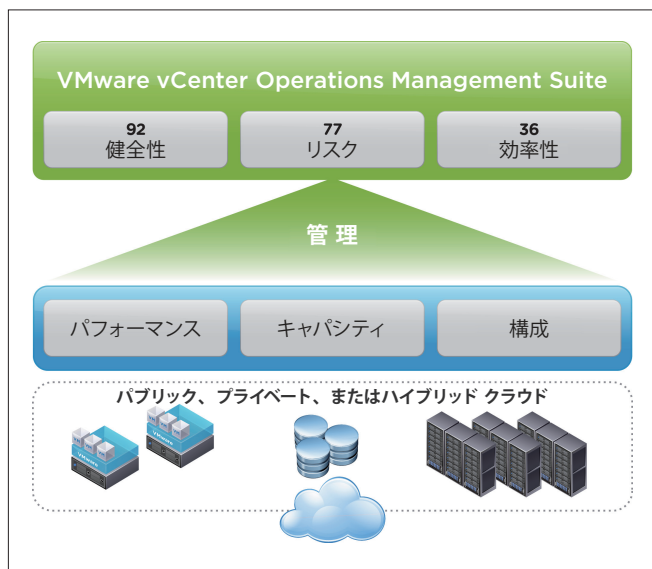 VMware vCenter Operations Management Suite
92
健全性
77
リスク
36
効率性
管 理
パフォーマンス
キャパシティ
構成
パブリック、プライベート、またはハイブリッド クラウド
VMware
VMware